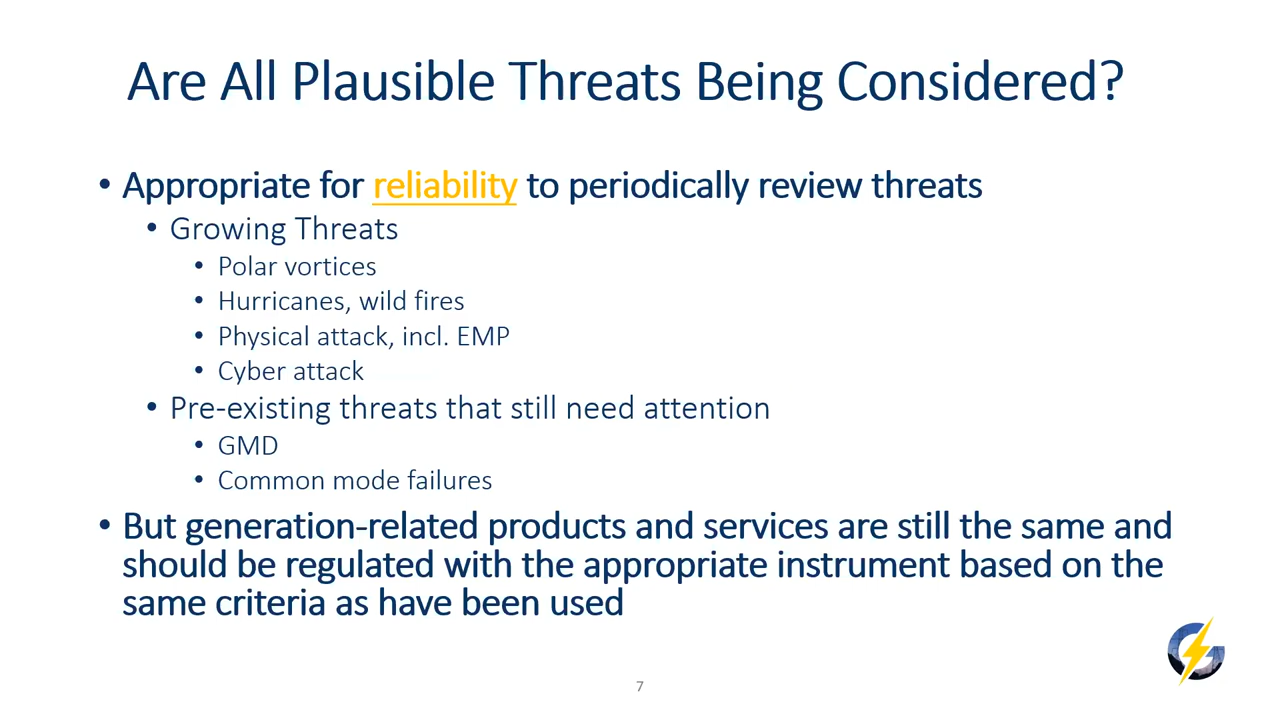 Are All Plausible Threats Being Considered?
• Appropriate for reliability to periodically review threats
• Growing Threats
• Polar vortices
• Hurricanes, wild fires
• Physical attack, incl. EMP
• Cyber attack
• Pre-existing threats that still need attention
• GMD
• Common mode failures
• But generation-related products and services are still the same and
should be regulated with the appropriate instrument based on the
same criteria as have been used
7